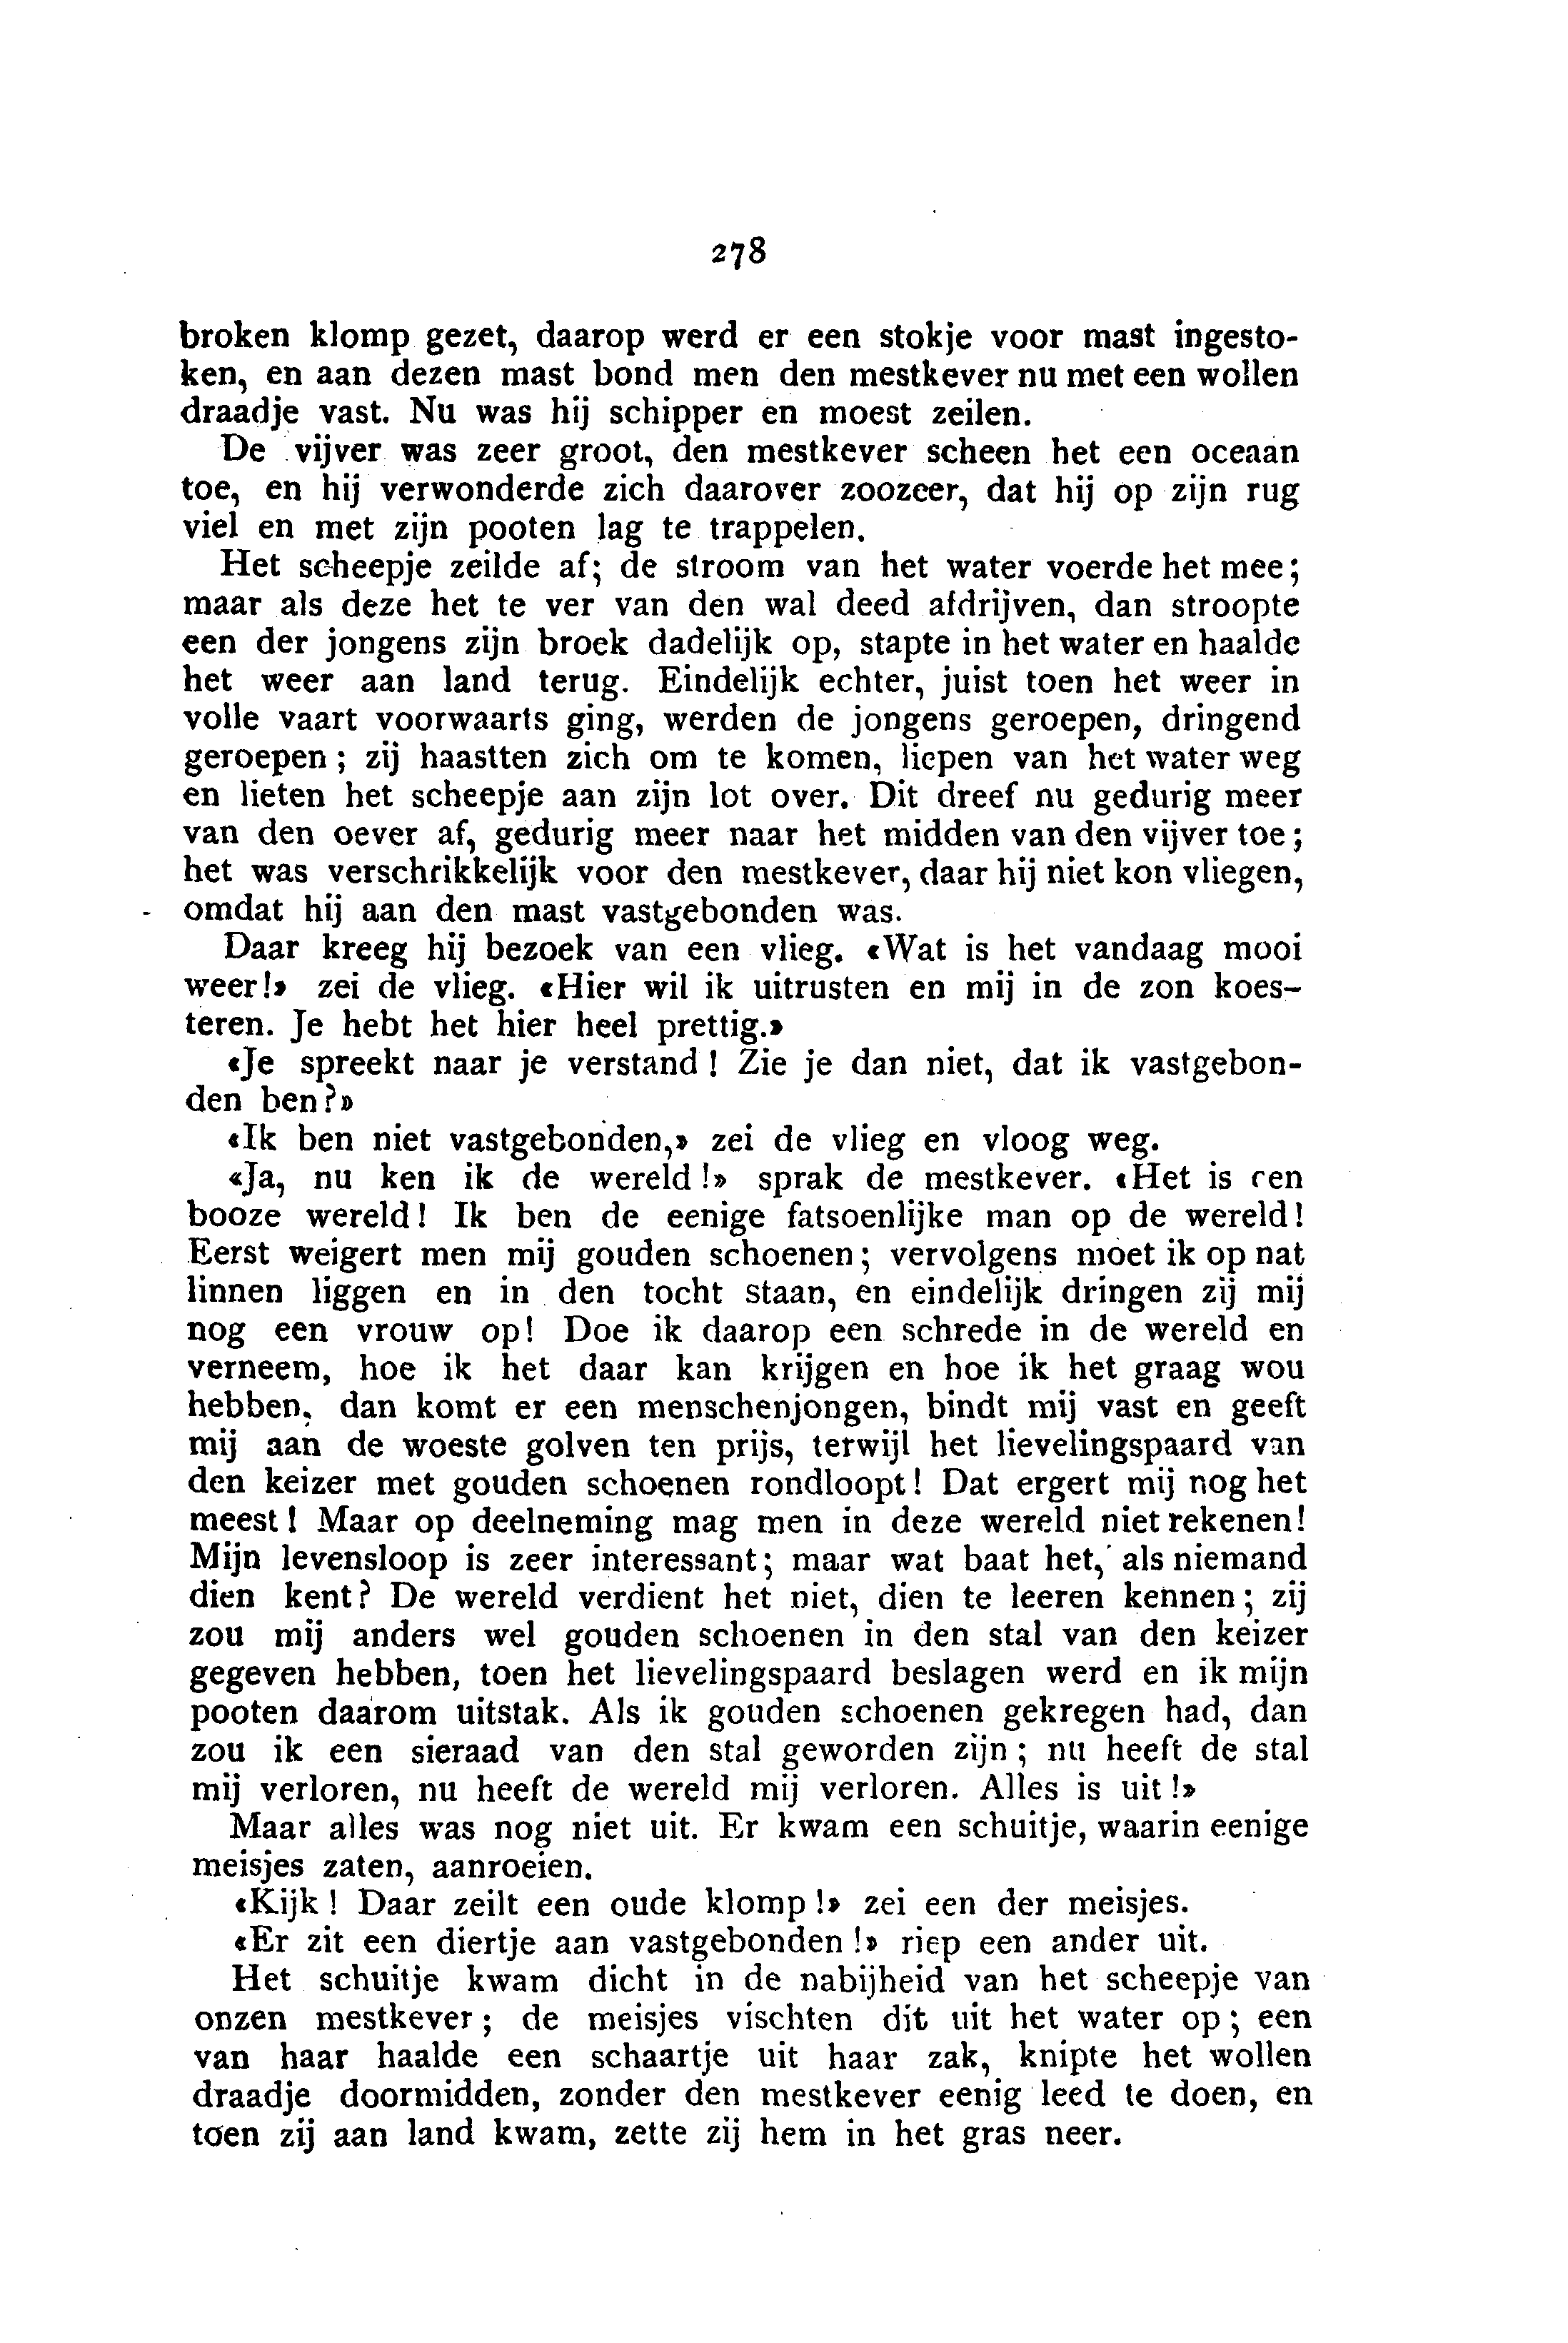 278
broken klomp gezet, daarop werd er een stokje voor mast ingesto-
ken, en aan dezen mast bond men den mestkever nu met een wollen
draadje vast. Nu was hij schipper en moest zeilen.
De vijver was zeer groot, den mestkever scheen het een oceaan
toe, en hij verwonderde zich daarover zoozeer, dat hij op zijn rug
viel en met zijn pooten lag te trappelen.
Het scheepje zeilde af; de stroom van het water voerde het mee;
maar als deze het te ver van den wal deed afdrijven, dan stroopte
een der jongens zijn broek dadelijk op, stapte in het water en haalde
het weer aan land terug. Eindelijk echter, juist toen het weer in
volle vaart voorwaarts ging, werden de jongens geroepen, dringend
geroepen; zij haastten zich om te komen, liepen van het water weg
en lieten het scheepje aan zijn lot over. Dit dreef nu gedurig meer
van den oever af, gedurig meer naar het midden van den vijver toe;
het was verschrikkelijk voor den mestkever, daar hij niet kon vliegen,
omdat hij aan den mast vastgebonden was.
Daar kreeg hij bezoek van een vlieg. «Wat is het vandaag mooi
weer!» zei de vlieg. «Hier wil ik uitrusten en mij in de zon koes-
teren. Je hebt het hier heel prettig.»
«Je spreekt naar je verstand! Zie je dan niet, dat ik vastgebon-
den ben?»
«Ik ben niet vastgebonden,» zei de vlieg en vloog weg.
«Ja, nu ken ik de wereld!» sprak de mestkever. «Het is een
booze wereld! Ik ben de eenige fatsoenlijke man op de wereld!
Eerst weigert men mij gouden schoenen; vervolgens moet ik op nat
linnen liggen en in den tocht staan, en eindelijk dringen zij mij
nog een vrouw op! Doe ik daarop een schrede in de wereld en
verneem, hoe ik het daar kan krijgen en hoe ik het graag wou
hebben, dan komt er een menschenjongen, bindt mij vast en geeft
mij aan de woeste golven ten prijs, terwijl het lievelingspaard van
den keizer met gouden schoenen rondloopt! Dat ergert mij nog het
meest! Maar op deelneming mag men in deze wereld niet rekenen!
Mijn levensloop is zeer interessant; maar wat baat het, als niemand
dien kent? De wereld verdient het niet, dien te leeren kennen; zij
zou mij anders wel gouden schoenen in den stal van den keizer
gegeven hebben, toen het lievelingspaard beslagen werd en ik mijn
pooten daarom uitstak. Als ik gouden schoenen gekregen had, dan
zou ik een sieraad van den stal geworden zijn; nu heeft de stal
mij verloren, nu heeft de wereld mij verloren. Alles is uit!»
Maar alles was nog niet uit. Er kwam een schuitje, waarin eenige
meisjes zaten, aanroeien.
«Kijk! Daar zeilt een oude klomp!» zei een der meisjes.
«Er zit een diertje aan vastgebonden!» riep een ander uit.
Het schuitje kwam dicht in de nabijheid van het scheepje van
onzen mestkever; de meisjes vischten dit uit het water op; een
van haar haalde een schaartje uit haar zak, knipte het wollen
draadje doormidden, zonder den mestkever eenig leed te doen, en
toen zij aan land kwam, zette zij hem in het gras neer.